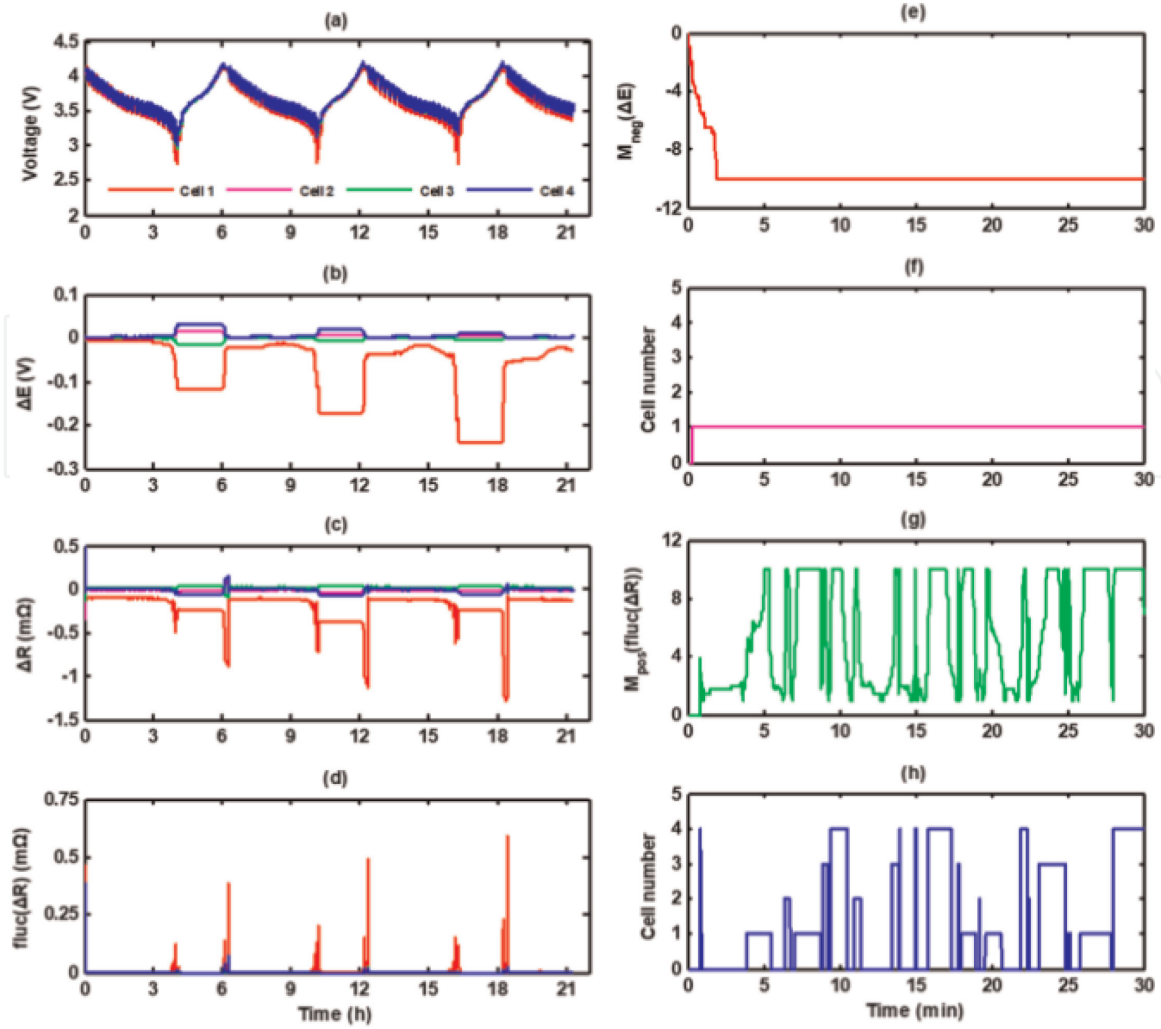 (a)
4.5
4
3.5
3
2.5
2
Voltage (V)
Cell 1 Cell 2 Cell 3 Cell 4
0 3 6 9 12 15 18 21
(b)
0.1
0
-0.1
-0.2
-0.3
ΔE (V)
0 3 6 9 12 15 18 21
(c)
0.5
0
-0.5
-1
-1.5
ΔR (mΩ)
0 3 6 9 12 15 18 21
(d)
0.75
0.5
0.25
0
fluc(ΔR) (mΩ)
0 3 6 9 12 15 18 21
Time (h)
(e)
0
-4
-8
-12
Mneg(ΔE)
5 10 15 20 25 30
(f)
5
4
3
2
1
0
Cell number
5 10 15 20 25 30
(g)
12
8
4
0
Mpos(fluc(ΔR))
5 10 15 20 25 30
(h)
5
4
3
2
1
0
Cell number
5 10 15 20 25 30
Time (min)